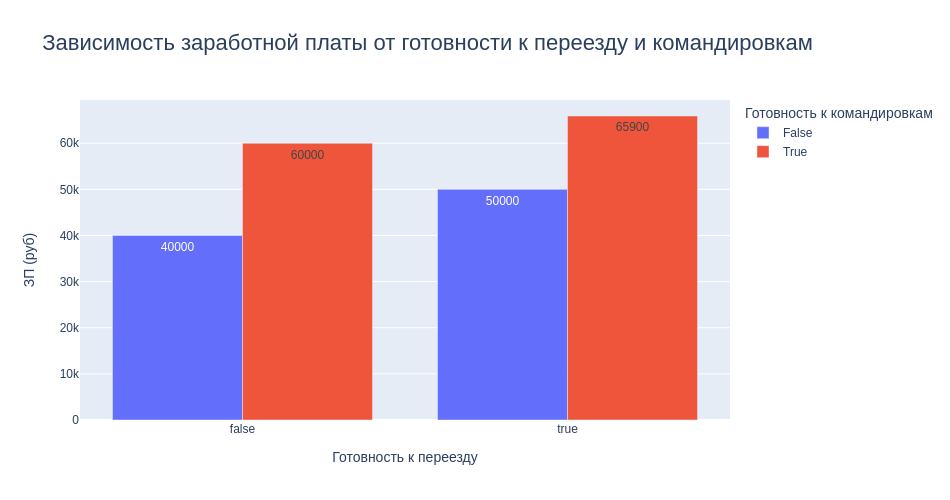 Зависимость заработной платы от готовности к переезду и командировкам
Готовность к командировкам
False
True
ЗП (руб)
60k
50k
40k
30k
20k
10k
0
40000
60000
50000
65900
false
true
Готовность к переезду